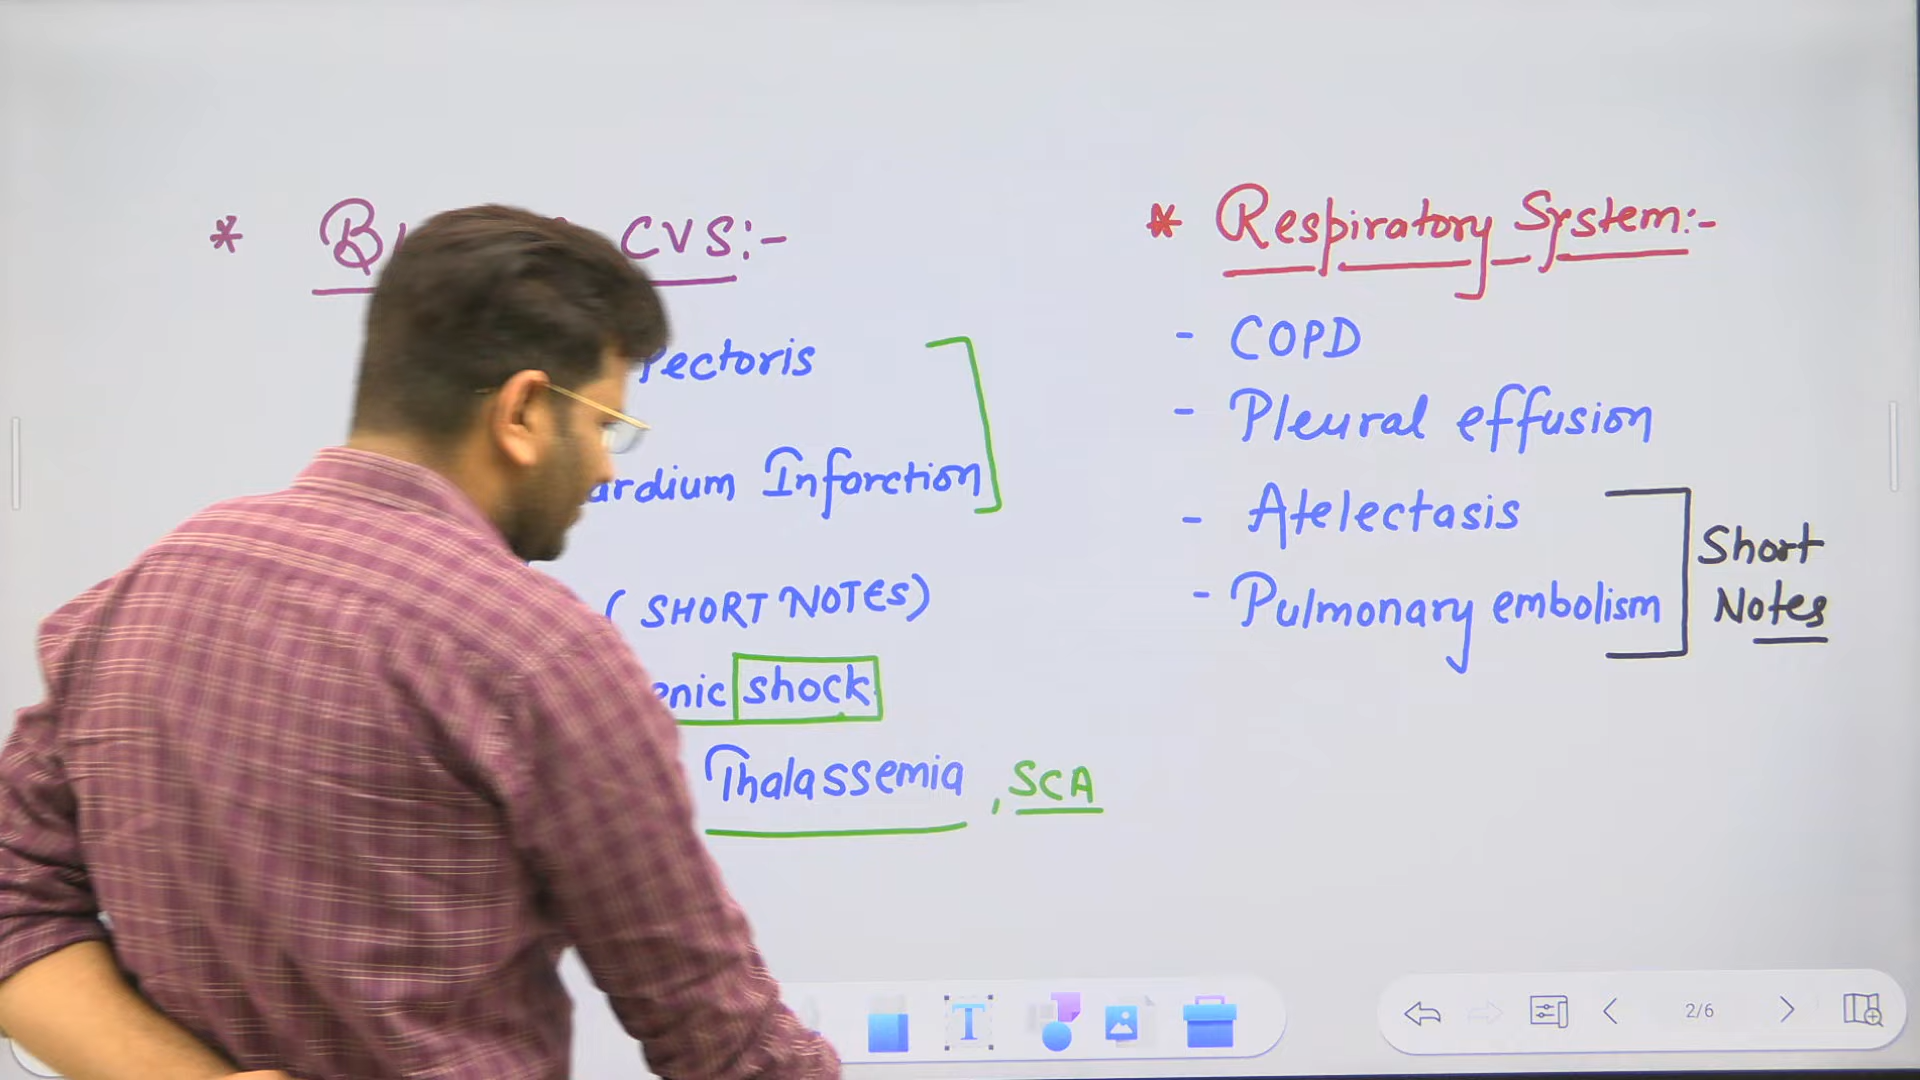 * CVS:-
Pectoris
ardium Infarction
(SHORT NOTES)
enic shock
Thalassemia, SCA
* Respiratory System:-
- COPD
- Pleural effusion
- Atelectasis
- Pulmonary embolism
Short
Notes
T
2/6